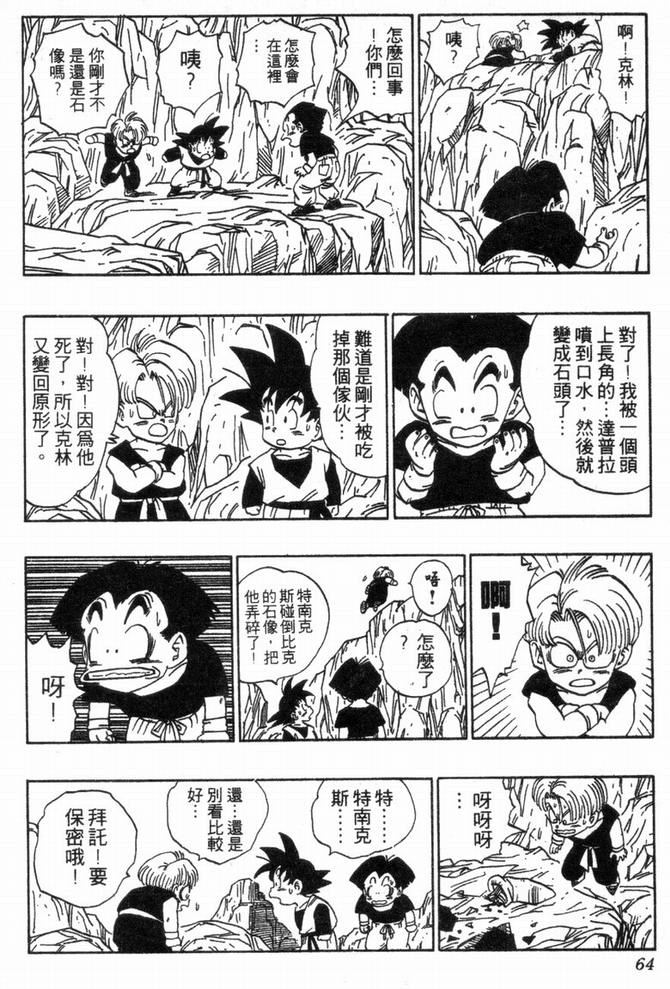 啊！克林！
咦？
怎麼回事
！你們…
怎麼會
在這裡
咦？
你剛才不
是還是石
像嗎？
對了！我被一個頭
上長角的…達普拉
噴到口水，然後就
變成石頭了…
難道是剛才被吃
掉那個傢伙…
對！對！因為他
死了，所以克林
又變回原形了。
啊！
唔！
怎麼了
？
特南克
斯碰倒比克
的石像，把
他弄碎了！
呀！
呀呀呀
…
特…
特南克
斯…
還…還是
別看比較
好…
拜託！要
保密哦！
64